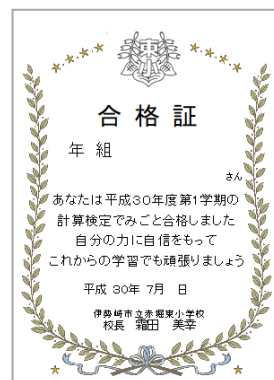 東
合格証
年 組
さん
あなたは平成30年度第1学期の
計算検定でみごと合格しました
自分の力に自信をもって
これからの学習でも頑張りましょう
平成 30年 7月 日
伊勢崎市立赤堀東小学校
校長 霜田 美幸